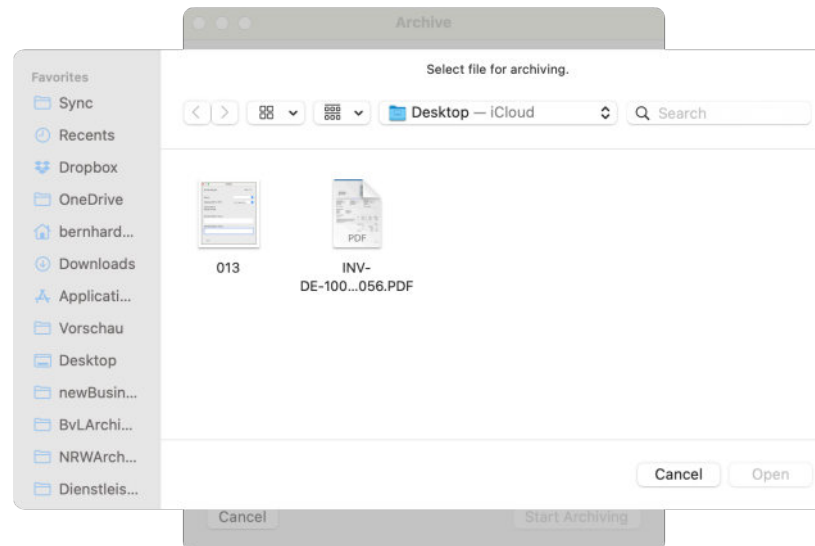 Archive
Select file for archiving.
Favorites
Sync
Recents
Dropbox
OneDrive
bernhard...
Downloads
Applicati...
Vorschau
Desktop
newBusin...
BvLArchi...
NRWArch...
Dienstleis...
Desktop — iCloud
Search
PDF
013
INV-
DE-100...056.PDF
Cancel
Open
Cancel
Start Archiving